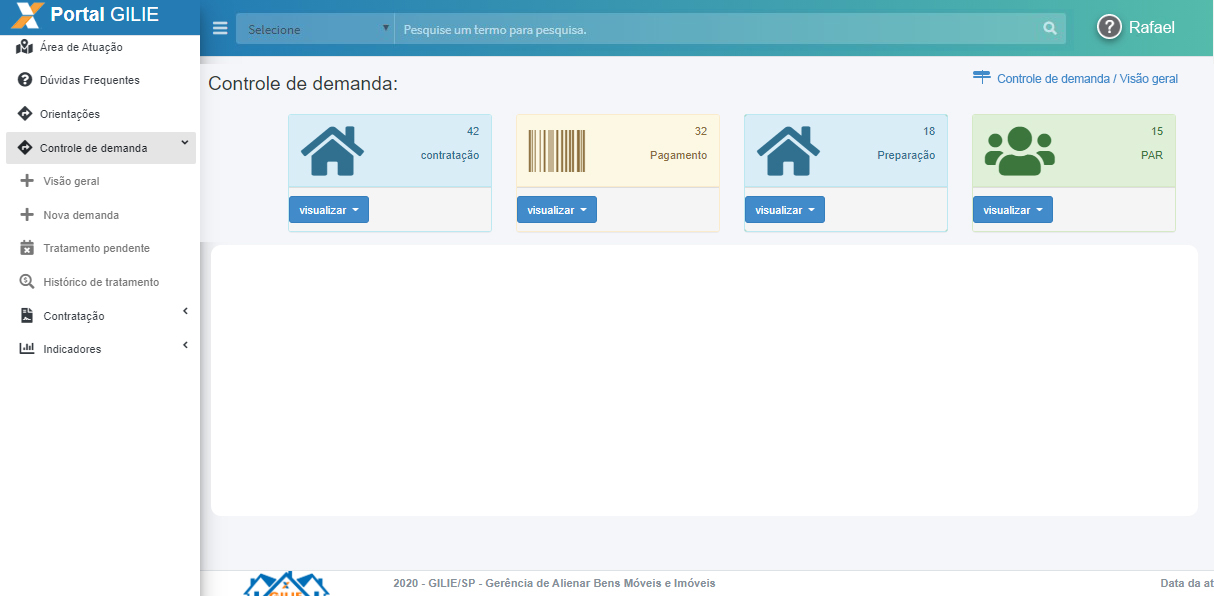 Portal GILIE
Selecione
Pesquise um termo para pesquisa.
Rafael
Área de Atuação
Dúvidas Frequentes
Orientações
Controle de demanda
Visão geral
Nova demanda
Tratamento pendente
Histórico de tratamento
Contratação
Indicadores
Controle de demanda:
Controle de demanda / Visão geral
42
contratação
visualizar
32
Pagamento
visualizar
18
Preparação
visualizar
15
PAR
visualizar
GILIE
2020 - GILIE/SP - Gerência de Alienar Bens Móveis e Imóveis
Data da at